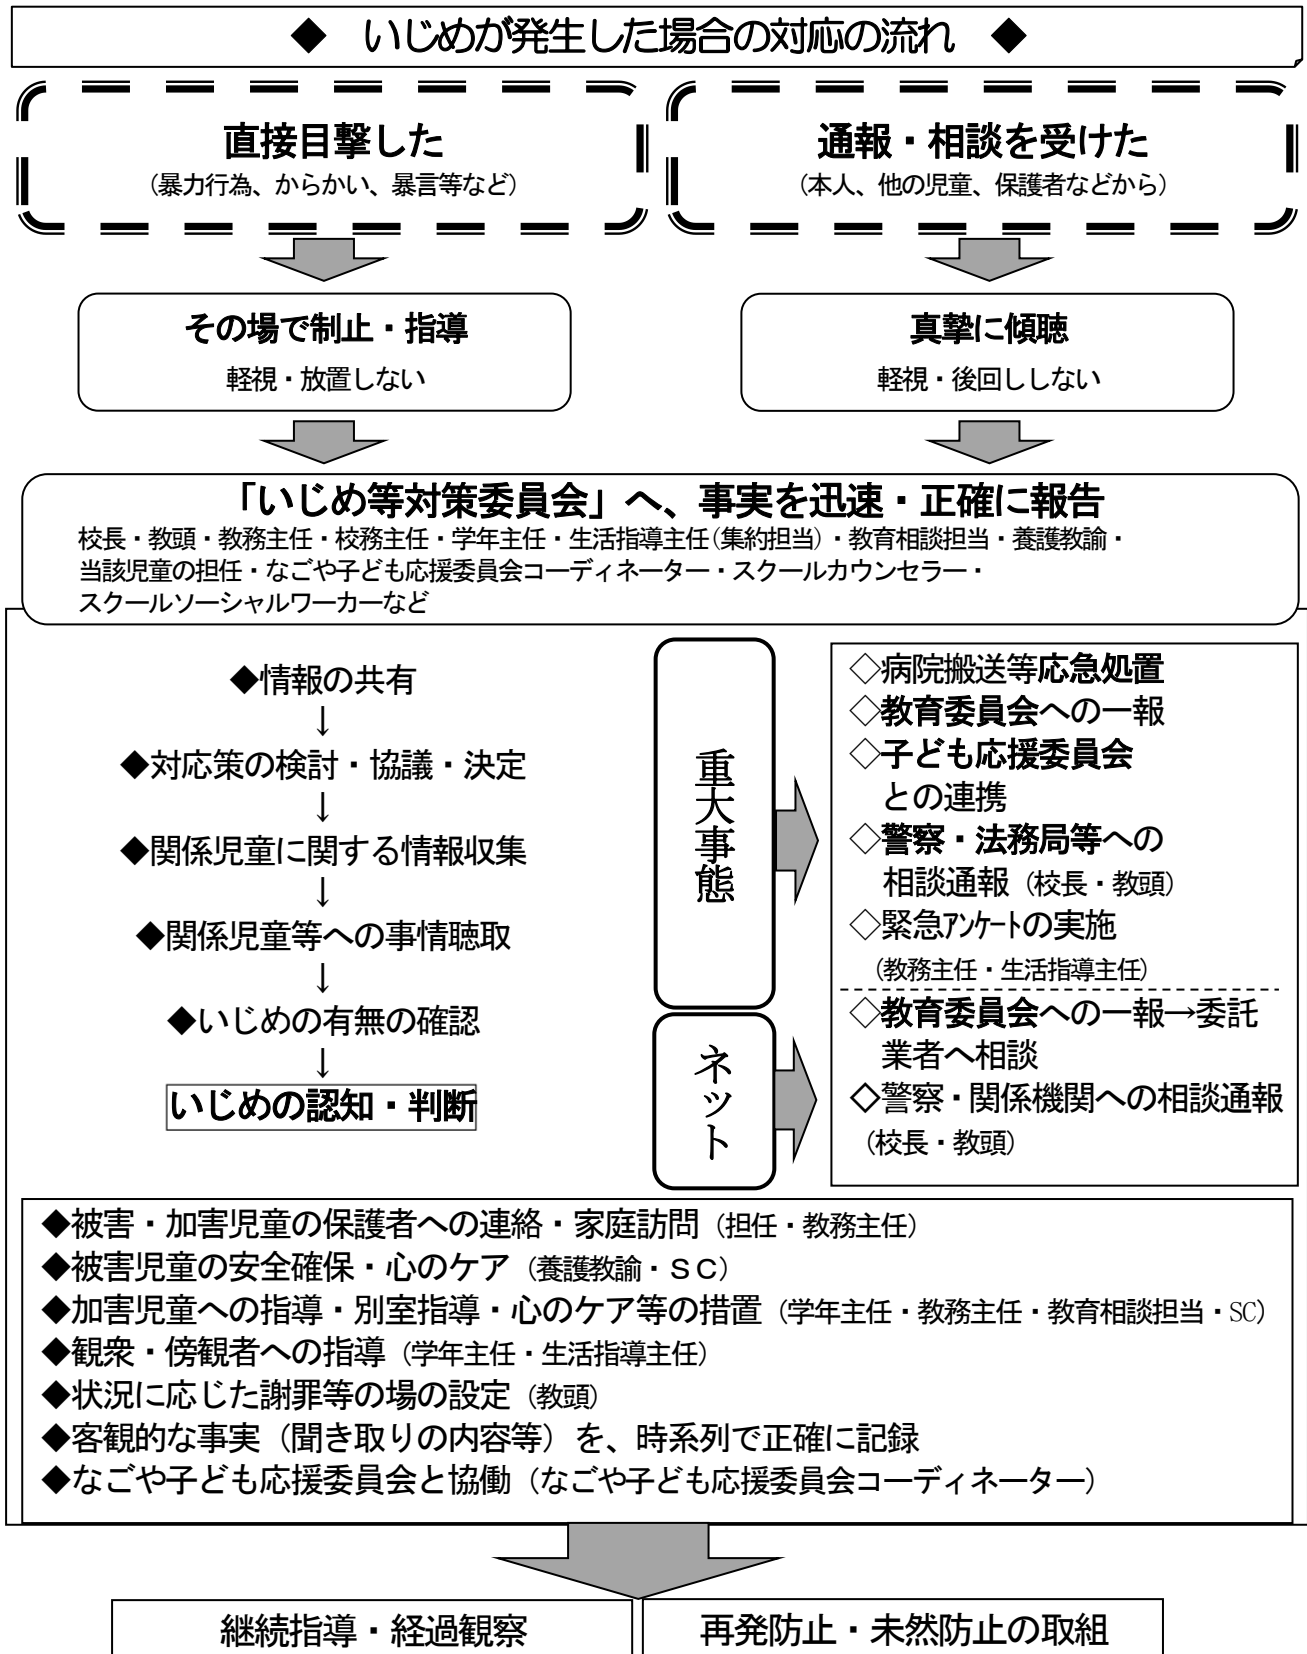 ◆ いじめが発生した場合の対応の流れ ◆
直接目撃した
（暴力行為、からかい、暴言等など）
通報・相談を受けた
（本人、他の児童、保護者などから）
その場で制止・指導
軽視・放置しない
真摯に傾聴
軽視・後回ししない
「いじめ等対策委員会」へ、事実を迅速・正確に報告
校長・教頭・教務主任・校務主任・学年主任・生活指導主任(集約担当)・教育相談担当・養護教諭・
当該児童の担任・なごや子ども応援委員会コーディネーター・スクールカウンセラー・
スクールソーシャルワーカーなど
◆情報の共有
↓
◆対応策の検討・協議・決定
↓
◆関係児童に関する情報収集
↓
◆関係児童等への事情聴取
↓
◆いじめの有無の確認
↓
いじめの認知・判断
重大事態
◇病院搬送等応急処置
◇教育委員会への一報
◇子ども応援委員会
との連携
◇警察・法務局等への
相談通報（校長・教頭）
◇緊急ｱﾝｹｰﾄの実施
（教務主任・生活指導主任）
ネット
◇教育委員会への一報→委託
業者へ相談
◇警察・関係機関への相談通報
（校長・教頭）
◆被害・加害児童の保護者への連絡・家庭訪問（担任・教務主任）
◆被害児童の安全確保・心のケア（養護教諭・ＳＣ）
◆加害児童への指導・別室指導・心のケア等の措置（学年主任・教務主任・教育相談担当・SC）
◆観衆・傍観者への指導（学年主任・生活指導主任）
◆状況に応じた謝罪等の場の設定（教頭）
◆客観的な事実（聞き取りの内容等）を、時系列で正確に記録
◆なごや子ども応援委員会と協働（なごや子ども応援委員会コーディネーター）
継続指導・経過観察
再発防止・未然防止の取組